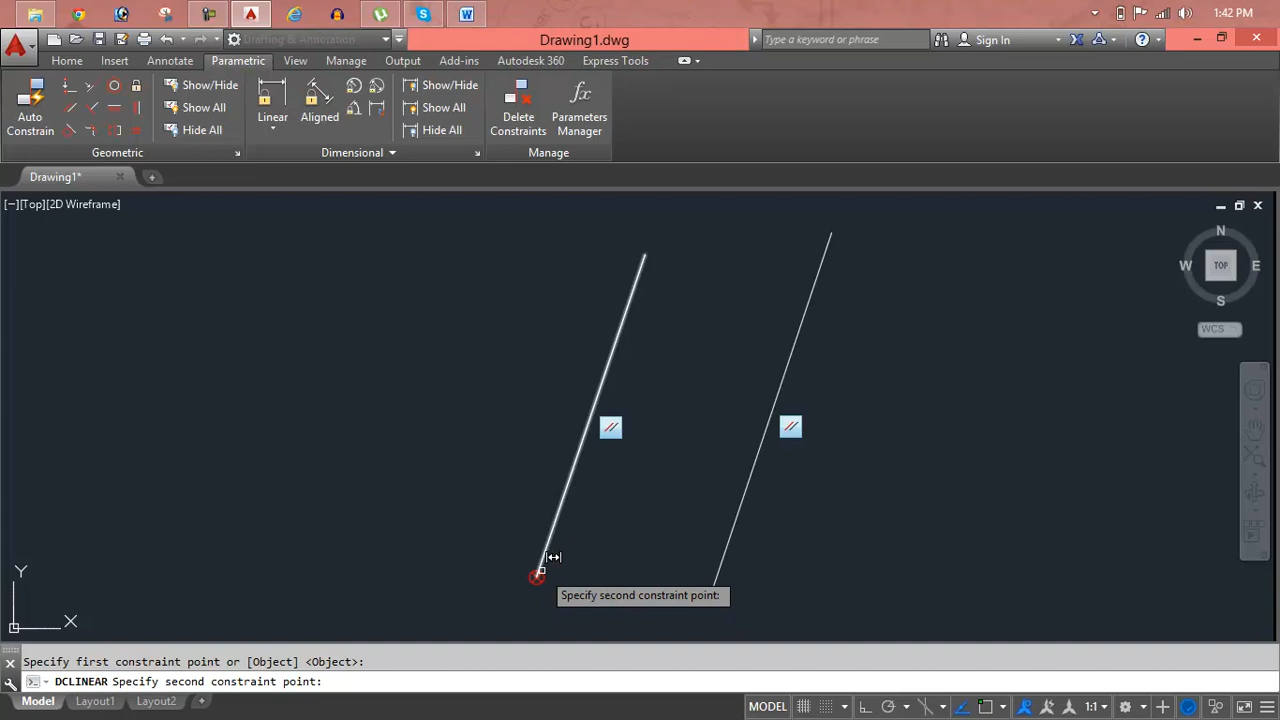 1:42 PM
Drafting & Annotation
Drawing1.dwg
Type a keyword or phrase
Sign In
Home Insert Annotate Parametric View Manage Output Add-ins Autodesk 360 Express Tools
Auto Constrain
Show/Hide
Show All
Hide All
Geometric
Linear
Aligned
Show/Hide
Show All
Hide All
Dimensional
Delete Constraints
fx
Parameters Manager
Manage
Drawing1*
[−][Top][2D Wireframe]
N
W TOP E
S
WCS
Specify second constraint point:
Y
X
Specify first constraint point or [Object] <Object>:
DCLINEAR Specify second constraint point:
Model Layout1 Layout2
MODEL 1:1